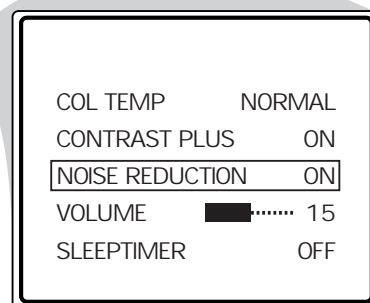 COL TEMP NORMAL
CONTRAST PLUS ON
NOISE REDUCTION ON
VOLUME 15
SLEEPTIMER OFF